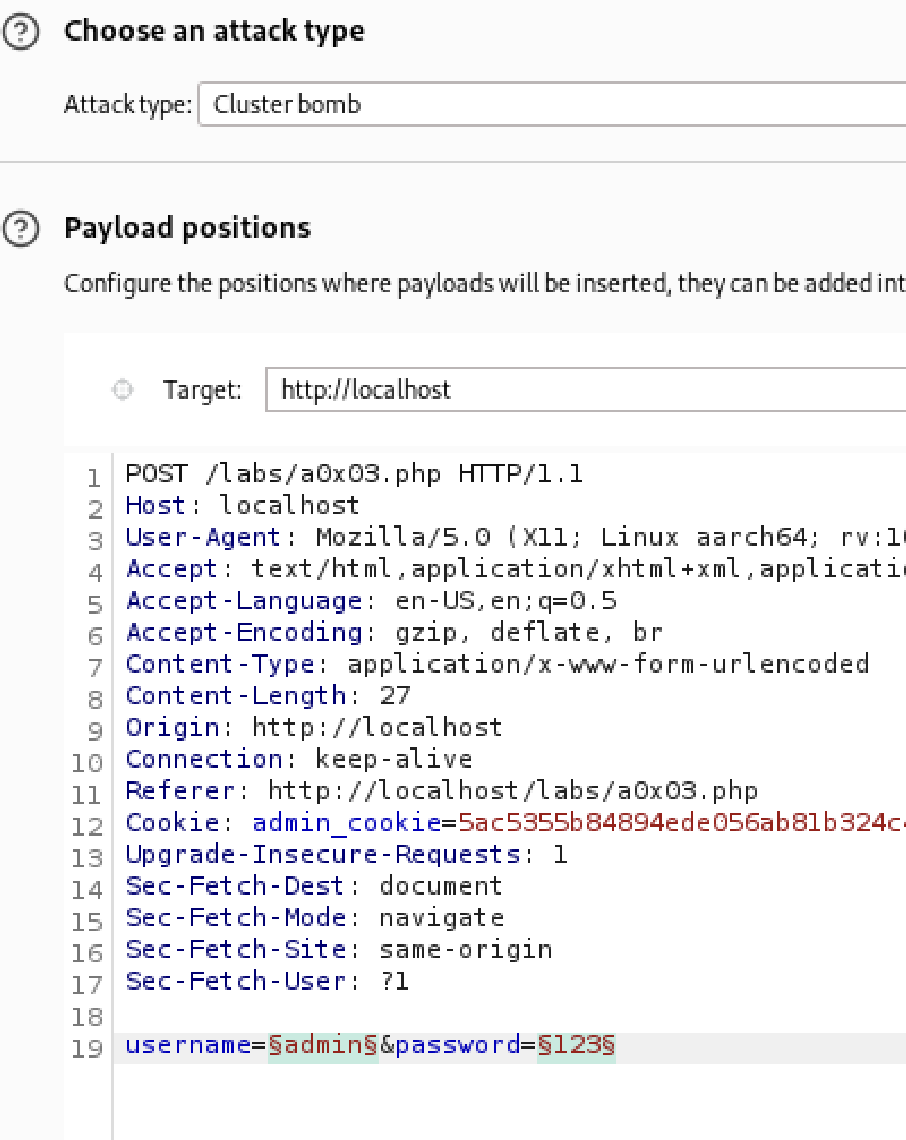 Choose an attack type
Attack type: Cluster bomb
Payload positions
Configure the positions where payloads will be inserted, they can be added int
Target: http://localhost
1 POST /labs/a0x03.php HTTP/1.1
2 Host: localhost
3 User-Agent: Mozilla/5.0 (X11; Linux aarch64; rv:10
4 Accept: text/html,application/xhtml+xml,applicatio
5 Accept-Language: en-US,en;q=0.5
6 Accept-Encoding: gzip, deflate, br
7 Content-Type: application/x-www-form-urlencoded
8 Content-Length: 27
9 Origin: http://localhost
10 Connection: keep-alive
11 Referer: http://localhost/labs/a0x03.php
12 Cookie: admin_cookie=5ac5355b84894ede056ab81b324c4
13 Upgrade-Insecure-Requests: 1
14 Sec-Fetch-Dest: document
15 Sec-Fetch-Mode: navigate
16 Sec-Fetch-Site: same-origin
17 Sec-Fetch-User: ?1
18
19 username=§admin§&password=§123§